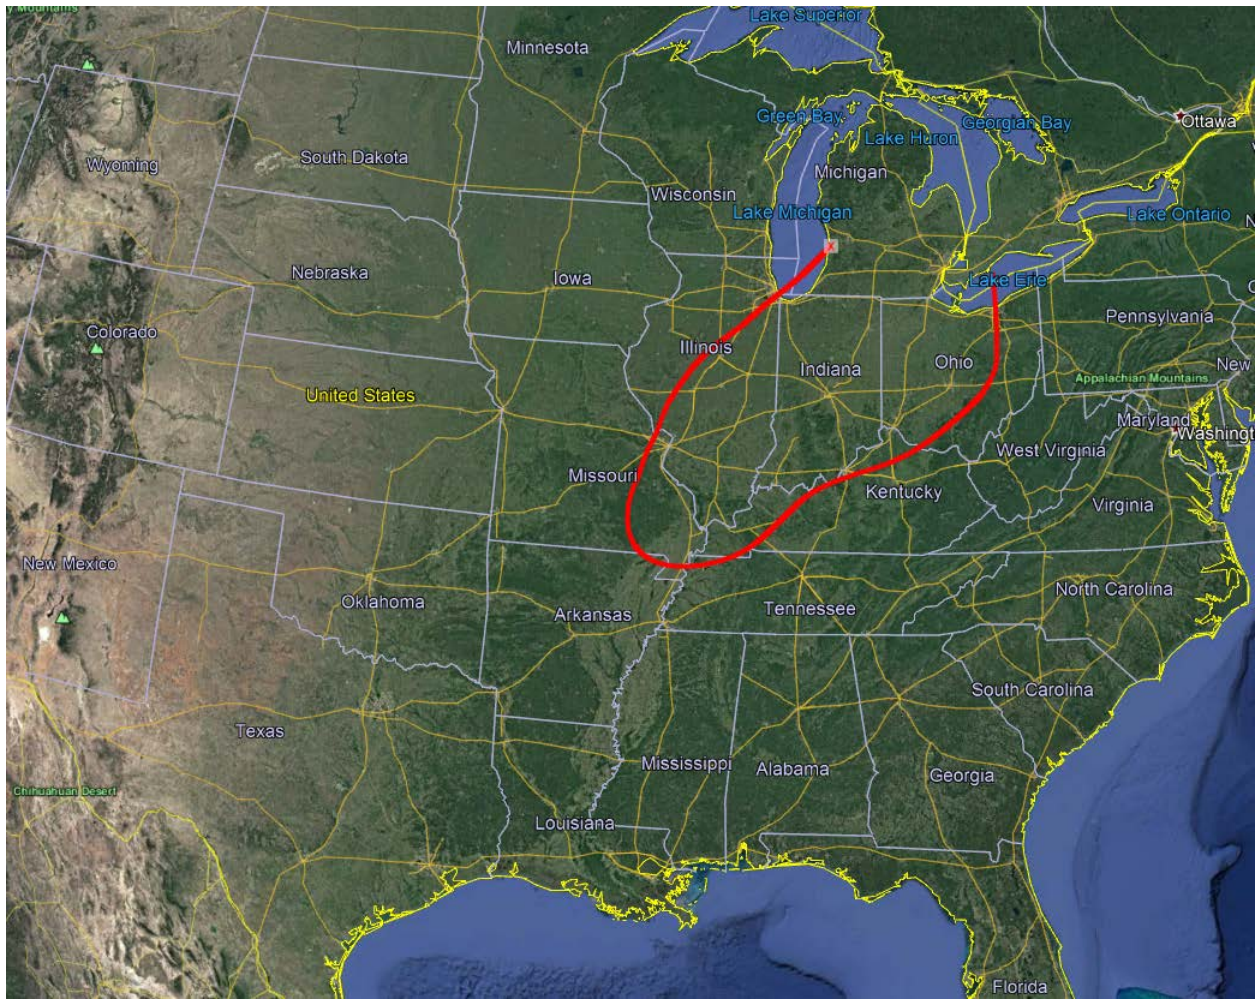 y Mountains
Lake Superior
Minnesota
Green Bay
Georgian Bay
Ottawa
Lake Huron
South Dakota
Wyoming
Michigan
Wisconsin
Lake Michigan
Lake Ontario
N
Nebraska
Iowa
Lake Erie
Pennsylvania
Colorado
Illinois
Indiana
Ohio
New
Appalachian Mountains
United States
Maryland
Washingt
West Virginia
Missouri
Kentucky
Virginia
New Mexico
Oklahoma
Arkansas
Tennessee
North Carolina
South Carolina
Texas
Mississippi
Alabama
Georgia
Chihuahuan Desert
Louisiana
Florida